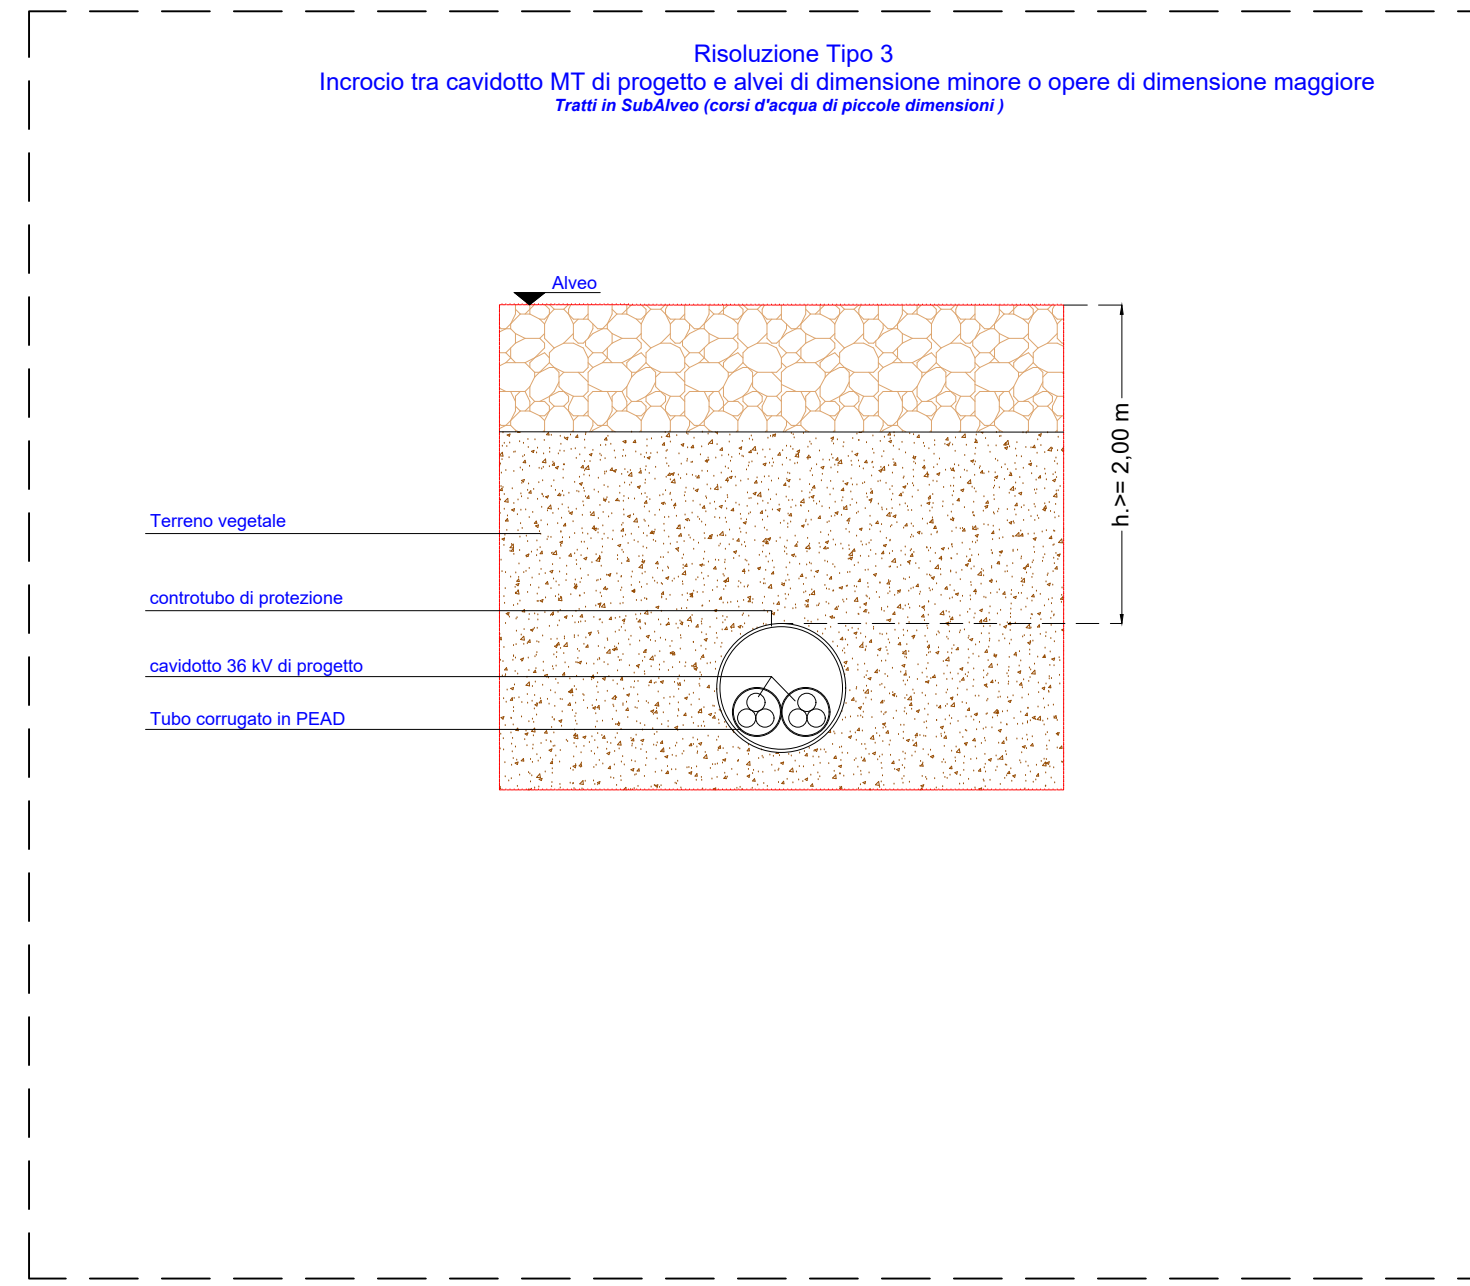 Risoluzione Tipo 3
Incrocio tra cavidotto MT di progetto e alvei di dimensione minore o opere di dimensione maggiore
Tratti in SubAlveo (corsi d'acqua di piccole dimensioni )
Alveo
h.>= 2,00 m
Terreno vegetale
controtubo di protezione
cavidotto 36 kV di progetto
Tubo corrugato in PEAD